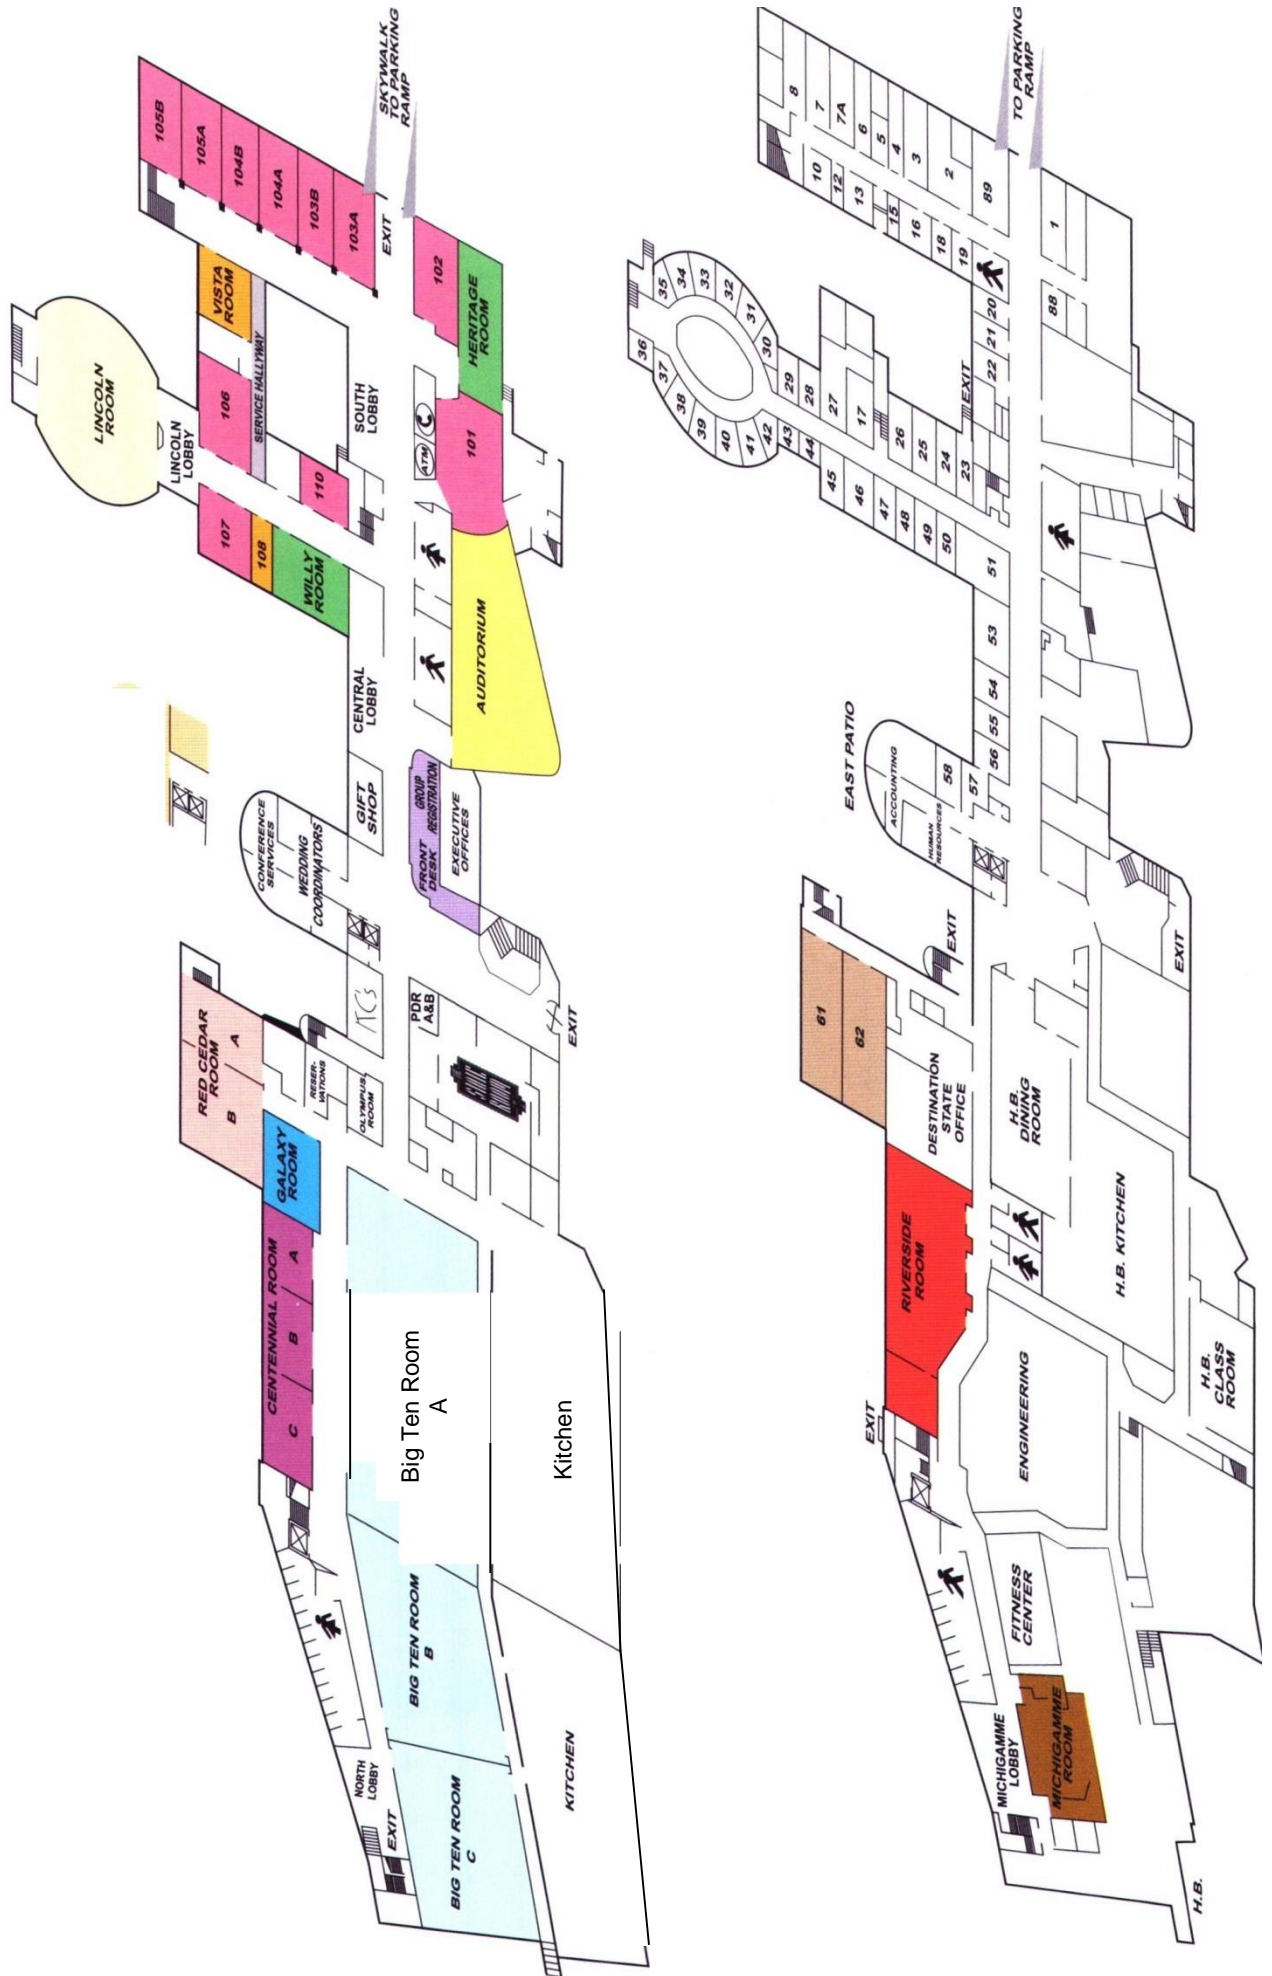 SKYWALK
TO PARKING
RAMP
105B
105A
104B
104A
103B
103A
EXIT
102
HERITAGE
ROOM
VISTA
ROOM
SERVICE HALLYWAY
SOUTH
LOBBY
ATM
101
106
110
LINCOLN
ROOM
LINCOLN
LOBBY
107
108
WILLY
ROOM
AUDITORIUM
CENTRAL
LOBBY
GIFT
SHOP
GROUP
REGISTRATION
FRONT
DESK
EXECUTIVE
OFFICES
CONFERENCE
SERVICES
WEDDING
COORDINATORS
KC's
PDR
A&B
EXIT
RED CEDAR
ROOM
A
B
RESER-
VATIONS
OLYMPUS
ROOM
STATE
ROOM
GALAXY
ROOM
CENTENNIAL ROOM
A
B
C
Big Ten Room
A
Kitchen
BIG TEN ROOM
B
BIG TEN ROOM
C
KITCHEN
NORTH
LOBBY
EXIT
TO PARKING
RAMP
8
7
7A
6
5
4
3
2
89
1
10
12
13
15
16
18
19
20
21
22
88
EXIT
35
34
33
32
31
30
29
28
27
17
26
25
24
23
36
37
38
39
40
41
42
43
44
45
46
47
48
49
50
51
53
54
55
56
57
58
EAST PATIO
ACCOUNTING
HUMAN
RESOURCES
EXIT
EXIT
61
62
DESTINATION
STATE
OFFICE
H.B.
DINING
ROOM
RIVERSIDE
ROOM
H.B. KITCHEN
H.B.
CLASS
ROOM
EXIT
ENGINEERING
FITNESS
CENTER
MICHIGAMME
LOBBY
MICHIGAMME
ROOM
H.B.